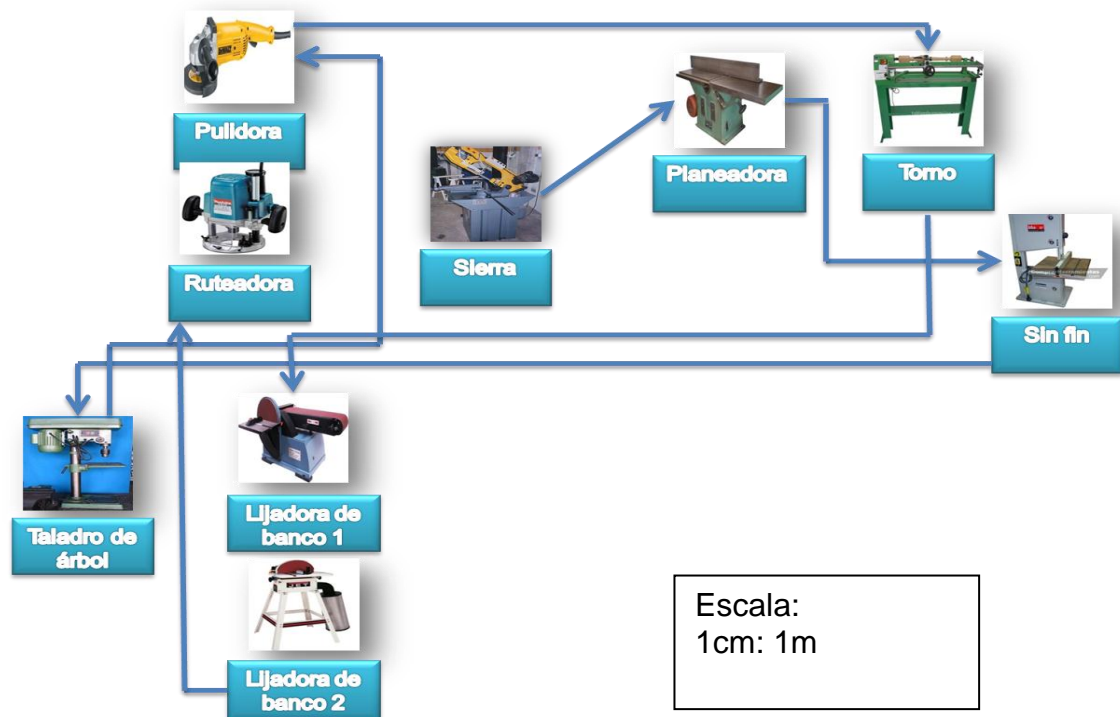 Pulidora
Ruteadora
Sierra
Planeadora
Torno
Sin fin
Taladro de
árbol
Lijadora de
banco 1
Lijadora de
banco 2
Escala:
1cm: 1m